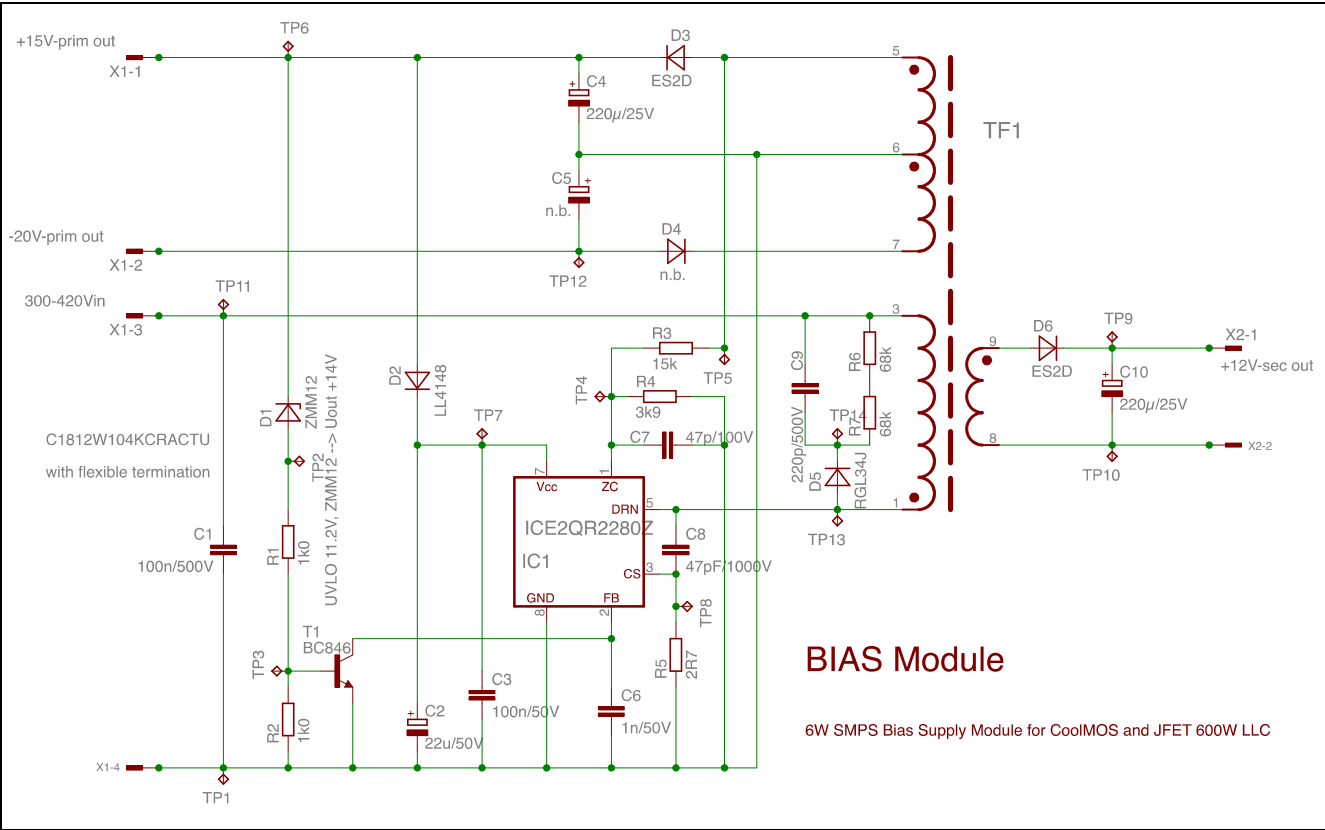 TP6
+15V-prim out
X1-1
D3
ES2D
5
+
C4
220µ/25V
TF1
6
C5
+
n.b.
-20V-prim out
X1-2
D4
n.b.
7
TP12
TP11
300-420Vin
X1-3
3
R3
15k
TP5
TP4
R4
3k9
C7
47p/100V
C9
220p/500V
R6
68k
R7
68k
TP14
D5
RGL34J
1
TP13
9
D6
ES2D
TP9
X2-1
+12V-sec out
+
C10
220µ/25V
8
TP10
X2-2
D2
LL4148
TP7
D1
ZMM12
TP2
UVLO 11.2V, ZMM12 --> Uout +14V
C1812W104KCRACTU
with flexible termination
C1
100n/500V
R1
1k0
7
Vcc
1
ZC
DRN
5
ICE2QR2280Z
IC1
CS
3
GND
8
FB
2
C8
47pF/1000V
TP8
R5
2R7
T1
BC846
TP3
R2
1k0
+
C2
22u/50V
C3
100n/50V
C6
1n/50V
X1-4
TP1
BIAS Module
6W SMPS Bias Supply Module for CoolMOS and JFET 600W LLC